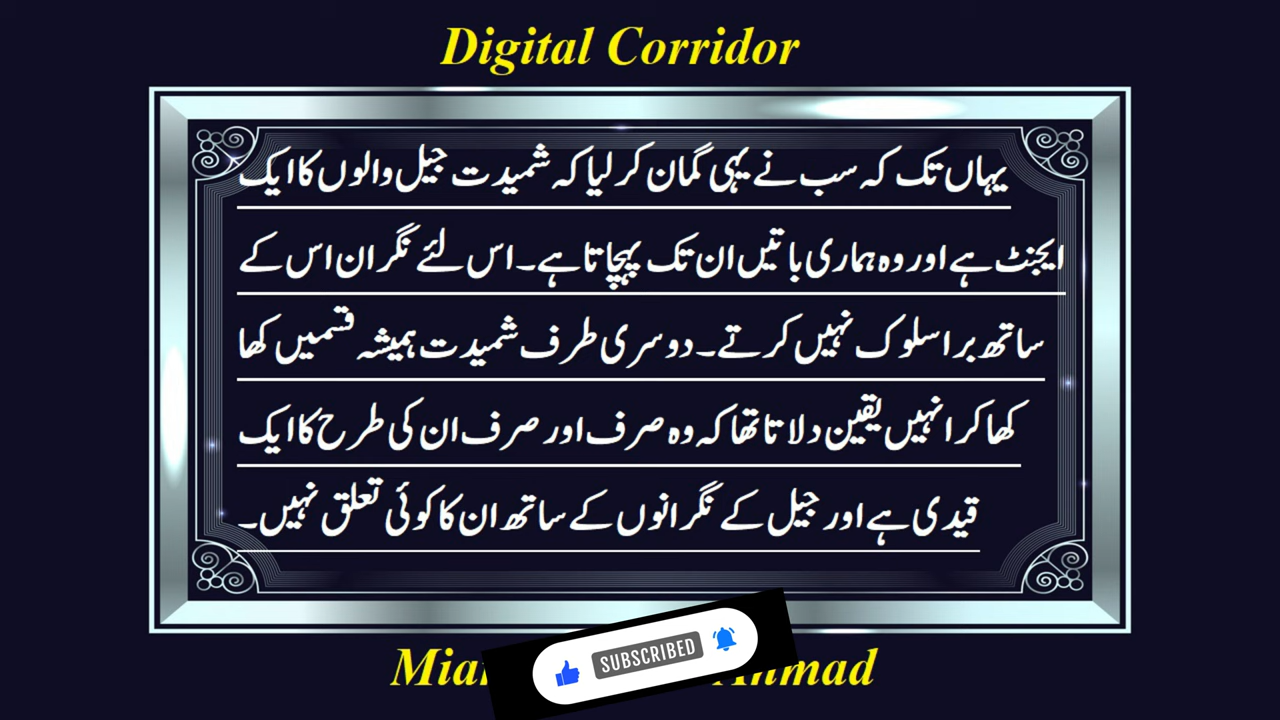 Digital Corridor
یہاں تک کہ سب نے یہی گمان کر لیا کہ شمیدت جیل والوں کا ایک
ایجنٹ ہے اور وہ ہماری باتیں ان تک پہچاتا ہے۔ اس لئے نگران اس کے
ساتھ برا سلوک نہیں کرتے۔ دوسری طرف شمیدت ہمیشہ قسمیں کھا
کھا کر انہیں یقین دلاتا تھا کہ وہ صرف اور صرف ان کی طرح کا ایک
قیدی ہے اور جیل کے نگرانوں کے ساتھ ان کا کوئی تعلق نہیں۔
SUBSCRIBED